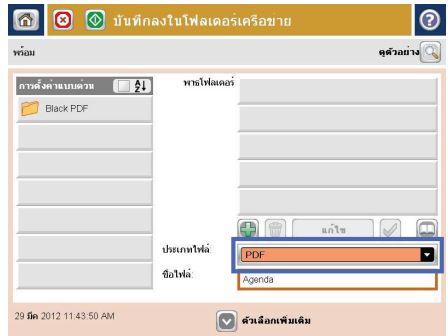 บันทึกลงในโฟลเดอร์เครือขาย
พร้อม
ดูตัวอย่าง
การตั้งค่าแบบด่วน
พาธโฟลเดอร์
Black PDF
แก้ไข
ประเภทไฟล์:
PDF
ชื่อไฟล์:
Agenda
29 มีค 2012 11:43:50 AM
ตัวเลือกเพิ่มเติม